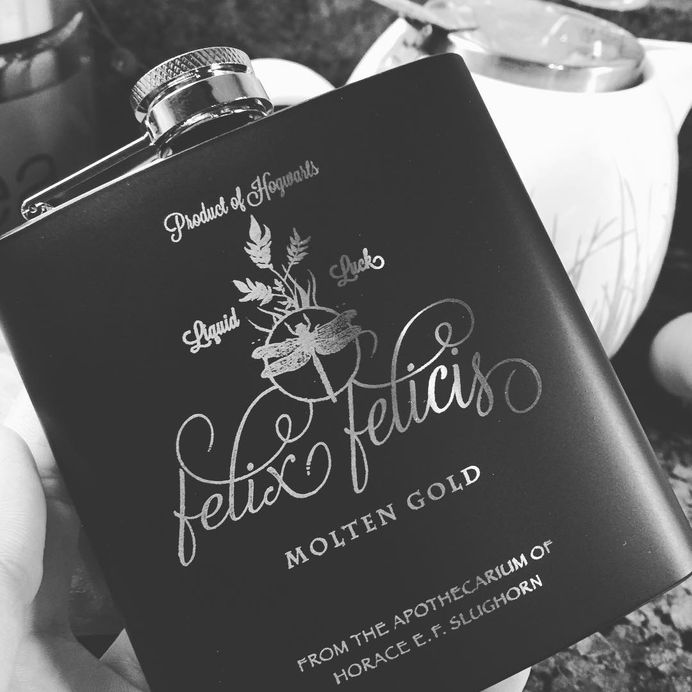 Product of Hogwarts
Liquid Luck
felix felicis
MOLTEN GOLD
FROM THE APOTHECARIUM OF
HORACE E.F. SLUGHORN